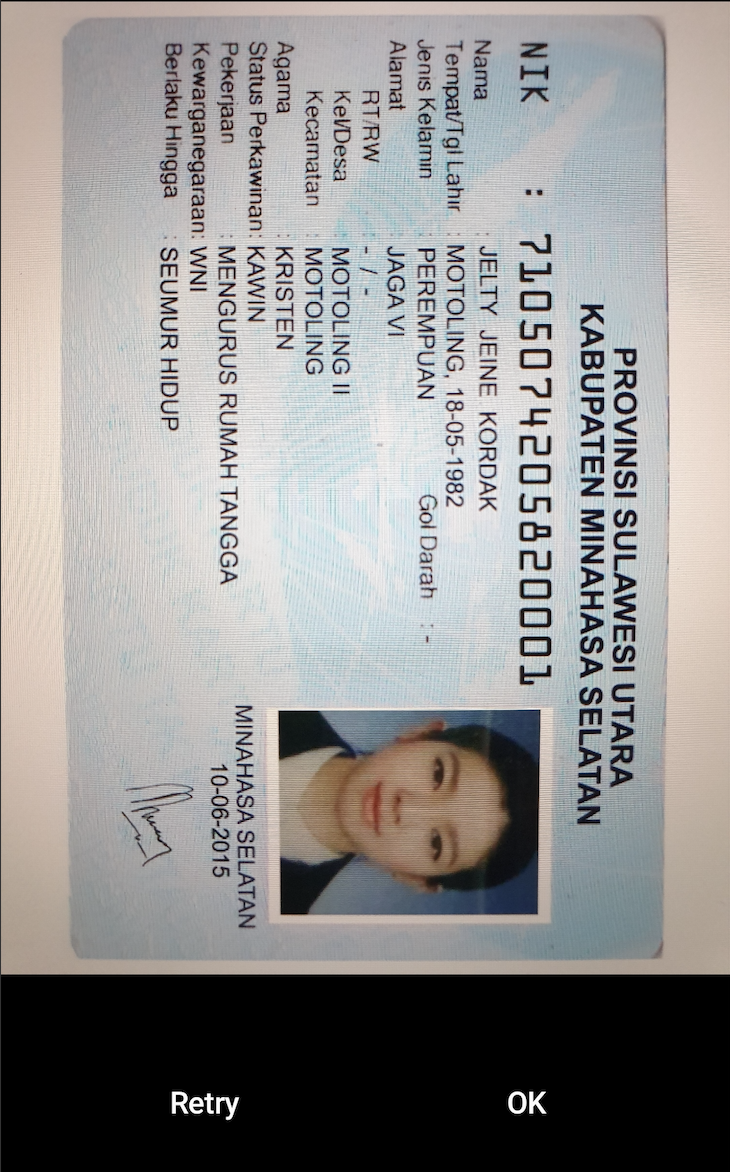 PROVINSI SULAWESI UTARA
KABUPATEN MINAHASA SELATAN
NIK : 7105074205820001
Nama : JELTY JEINE KORDAK
Tempat/Tgl Lahir : MOTOLING, 18-05-1982
Jenis Kelamin : PEREMPUAN Gol Darah : -
Alamat : JAGA VI
RT/RW : - / -
Kel/Desa : MOTOLING II
Kecamatan : MOTOLING
Agama : KRISTEN
Status Perkawinan: KAWIN
Pekerjaan : MENGURUS RUMAH TANGGA
Kewarganegaraan: WNI
Berlaku Hingga : SEUMUR HIDUP
MINAHASA SELATAN
10-06-2015
Retry OK